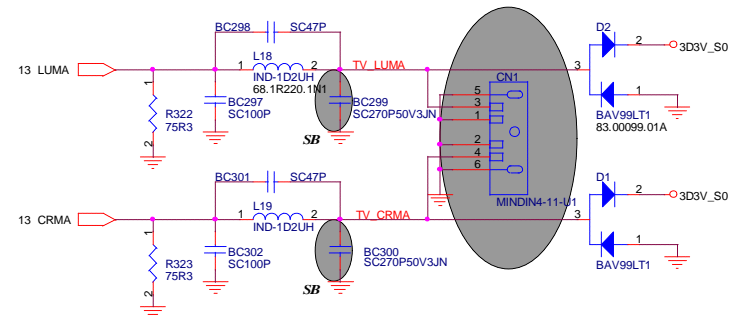 BC298 SC47P
D2
L18
1 2
TV_LUMA
2 3D3V_S0
13 LUMA
IND-1D2UH
68.1R220.1N1
CN1
3
1
R322
75R3
2
BC297
SC100P
BC299
SC270P50V3JN
SB
5
3
1
2
4
6
1
BAV99LT1
83.00099.01A
BC301 SC47P
D1
L19
1 2
TV_CRMA
MINDIN4-11-U1
2 3D3V_S0
13 CRMA
IND-1D2UH
3
1
R323
75R3
2
BC302
SC100P
BC300
SC270P50V3JN
SB
1
BAV99LT1